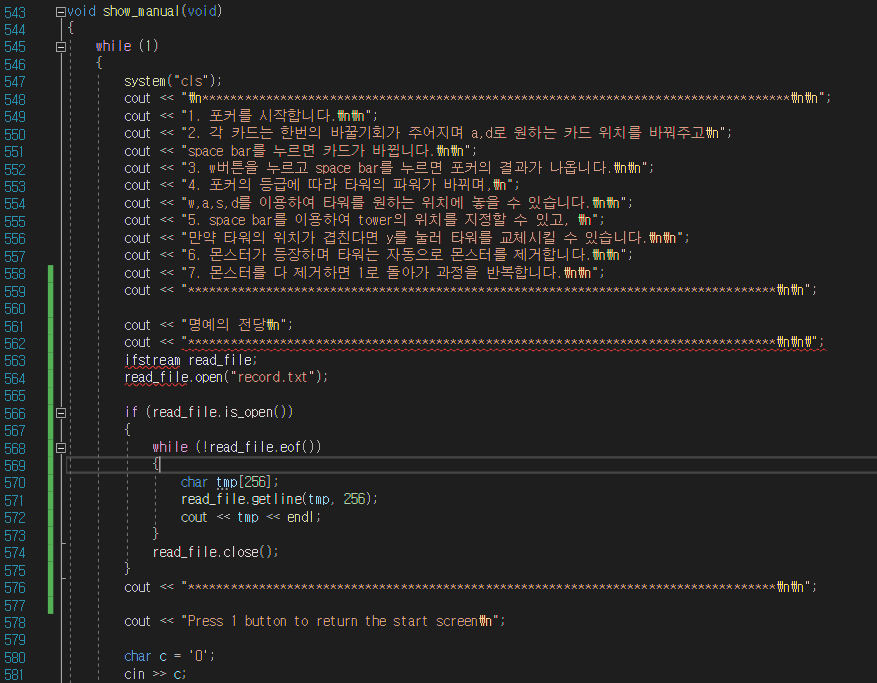 543 void show_manual(void)
544 {
545 while (1)
546 {
547 system("cls");
548 cout << "₩n************************************************************************************₩n₩n";
549 cout << "1. 포커를 시작합니다.₩n₩n";
550 cout << "2. 각 카드는 한번의 바꿀기회가 주어지며 a,d로 원하는 카드 위치를 바꿔주고₩n";
551 cout << "space bar를 누르면 카드가 바뀝니다.₩n₩n";
552 cout << "3. w버튼을 누르고 space bar를 누르면 포커의 결과가 나옵니다.₩n₩n";
553 cout << "4. 포커의 등급에 따라 타워의 파워가 바뀌며,₩n";
554 cout << "w,a,s,d를 이용하여 타워를 원하는 위치에 놓을 수 있습니다.₩n₩n";
555 cout << "5. space bar를 이용하여 tower의 위치를 지정할 수 있고, ₩n";
556 cout << "만약 타워의 위치가 겹친다면 y를 눌러 타워를 교체시킬 수 있습니다.₩n₩n";
557 cout << "6. 몬스터가 등장하며 타워는 자동으로 몬스터를 제거합니다.₩n₩n";
558 cout << "7. 몬스터를 다 제거하면 1로 돌아가 과정을 반복합니다.₩n₩n";
559 cout << "************************************************************************************₩n₩n";
560
561 cout << "명예의 전당₩n";
562 cout << "************************************************************************************₩n₩n₩";
563 ifstream read_file;
564 read_file.open("record.txt");
565
566 if (read_file.is_open())
567 {
568 while (!read_file.eof())
569 {
570 char tmp[256];
571 read_file.getline(tmp, 256);
572 cout << tmp << endl;
573 }
574 read_file.close();
575 }
576 cout << "************************************************************************************₩n₩n";
577
578 cout << "Press 1 button to return the start screen₩n";
579
580 char c = '0';
581 cin >> c;